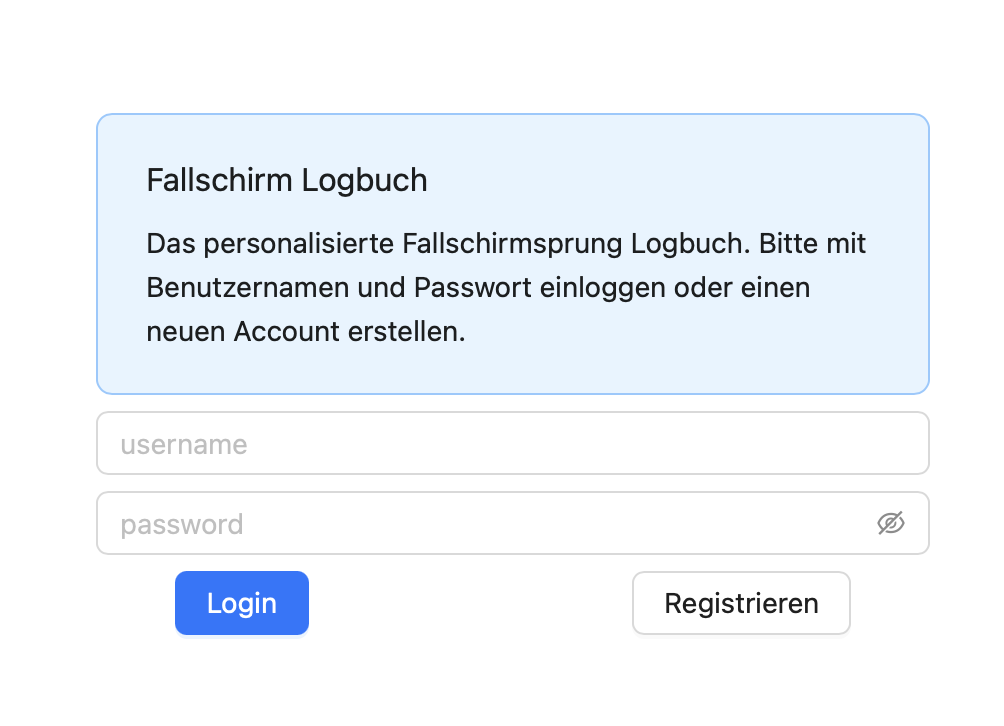 Fallschirm Logbuch
Das personalisierte Fallschirmsprung Logbuch. Bitte mit
Benutzernamen und Passwort einloggen oder einen
neuen Account erstellen.
username
password
Login
Registrieren